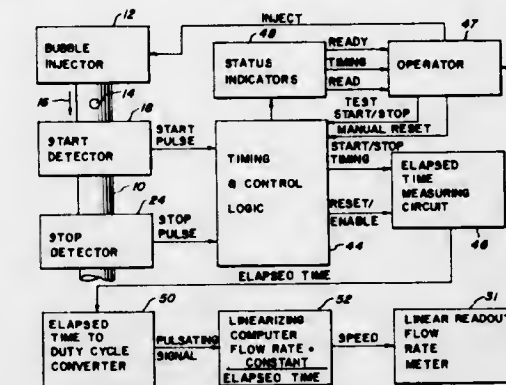 12
INJECT
47
48
BUBBLE
INJECTOR
STATUS
INDICATORS
READY
TIMING
READ
OPERATOR
16
14
18
TEST
START/STOP
MANUAL RESET
START
DETECTOR
START
PULSE
TIMING
& CONTROL
LOGIC
START/STOP
TIMING
ELAPSED
TIME
MEASURING
CIRCUIT
10
24
STOP
DETECTOR
STOP
PULSE
RESET/
ENABLE
44
46
ELAPSED TIME
50
52
31
ELAPSED
TIME TO
DUTY CYCLE
CONVERTER
PULSATING
SIGNAL
LINEARIZING
COMPUTER
FLOW RATE =
CONSTANT
ELAPSED TIME
SPEED
LINEAR READOUT
FLOW
RATE
METER